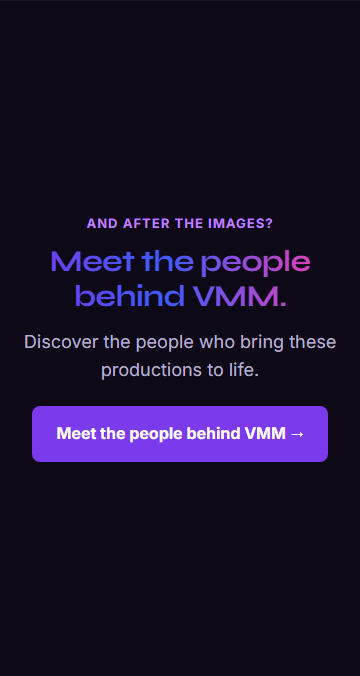 AND AFTER THE IMAGES?
Meet the people
behind VMM.
Discover the people who bring these
productions to life.
Meet the people behind VMM →